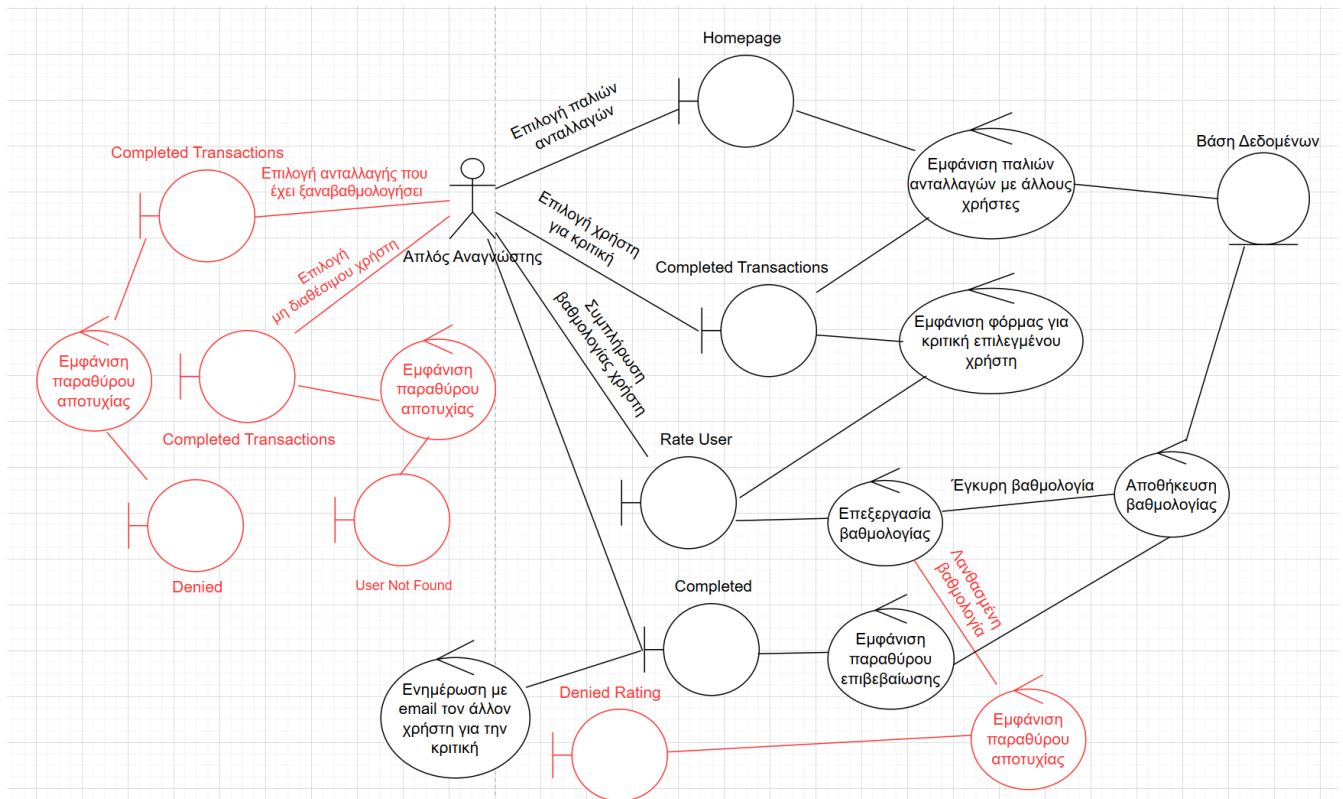 Homepage
Επιλογή παλιών
ανταλλαγών
Βάση Δεδομένων
Completed Transactions
Επιλογή ανταλλαγής που
έχει ξαναβαθμολογήσει
Εμφάνιση παλιών
ανταλλαγών με άλλους
χρήστες
Επιλογή χρήστη
για κριτική
Απλός Αναγνώστης
Επιλογή
μη διαθέσιμου χρήστη
Completed Transactions
Συμπλήρωση
βαθμολογίας χρήστη
Εμφάνιση φόρμας για
κριτική επιλεγμένου
χρήστη
Εμφάνιση
παραθύρου
αποτυχίας
Εμφάνιση
παραθύρου
αποτυχίας
Completed Transactions
Rate User
Έγκυρη βαθμολογία
Αποθήκευση
βαθμολογίας
Επεξεργασία
βαθμολογίας
Λανθασμένη
βαθμολογία
Denied
User Not Found
Completed
Εμφάνιση
παραθύρου
επιβεβαίωσης
Ενημέρωση με
email τον άλλον
χρήστη για την
κριτική
Denied Rating
Εμφάνιση
παραθύρου
αποτυχίας